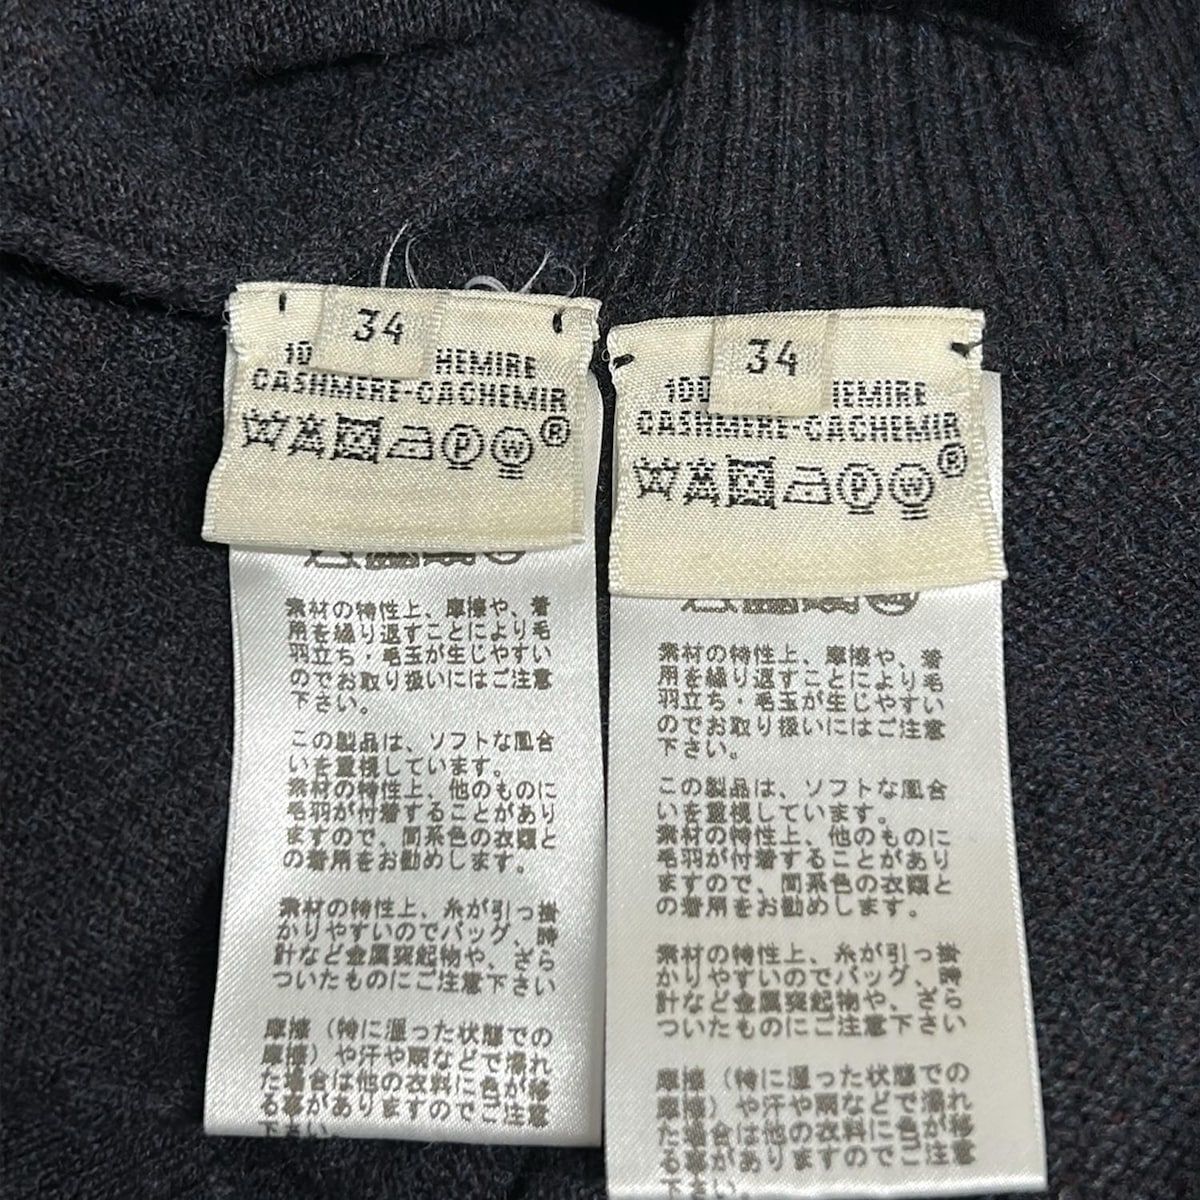 34
10 HEMIRE
CASHMERE-CACHEMIR
®
素材の特性上、摩擦や、着
用を繰り返すことにより毛
羽立ち・毛玉が生じやすい
のでお取り扱いにはご注意
下さい。
この製品は、ソフトな風合
いを重視しています。
素材の特性上、他のものに
毛羽が付着することがあり
ますので、同系色の衣類と
の着用をお勧めします。
素材の特性上、糸が引っ掛
かりやすいのでバッグ、時
計など金属突起物や、ざら
ついたものにご注意下さい
摩擦（特に湿った状態での
摩擦）や汗や雨などで濡れ
た場合は他の衣料に色が移
る事がありますのでご注意
34
100 HEMIRE
CASHMERE-CACHEMIR
®
素材の特性上、摩擦や、着
用を繰り返すことにより毛
羽立ち・毛玉が生じやすい
のでお取り扱いにはご注意
下さい。
この製品は、ソフトな風合
いを重視しています。
素材の特性上、他のものに
毛羽が付着することがあり
ますので、同系色の衣類と
の着用をお勧めします。
素材の特性上、糸が引っ掛
かりやすいのでバッグ、時
計など金属突起物や、ざら
ついたものにご注意下さい
摩擦（特に湿った状態での
摩擦）や汗や雨などで濡れ
た場合は他の衣料に色が移
る事がありますのでご注意